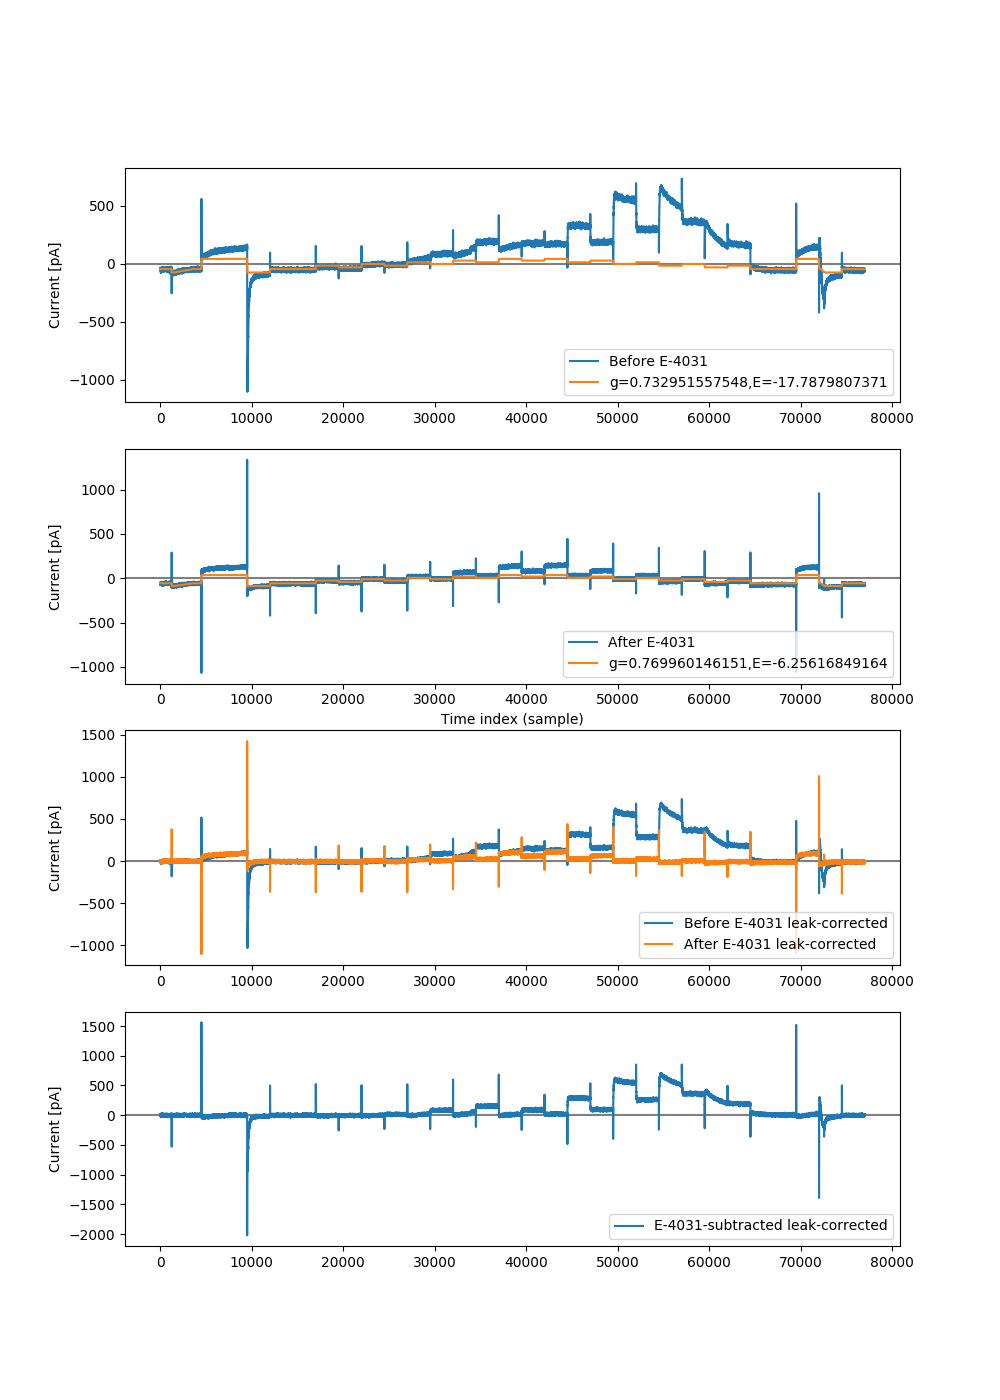 500
0
−500
−1000
Current [pA]
Before E-4031
g=0.732951557548,E=-17.7879807371
0 10000 20000 30000 40000 50000 60000 70000 80000
1000
500
0
−500
−1000
Current [pA]
After E-4031
g=0.769960146151,E=-6.25616849164
0 10000 20000 30000 40000 50000 60000 70000 80000
Time index (sample)
1500
1000
500
0
−500
−1000
Current [pA]
Before E-4031 leak-corrected
After E-4031 leak-corrected
0 10000 20000 30000 40000 50000 60000 70000 80000
1500
1000
500
0
−500
−1000
−1500
−2000
Current [pA]
E-4031-subtracted leak-corrected
0 10000 20000 30000 40000 50000 60000 70000 80000